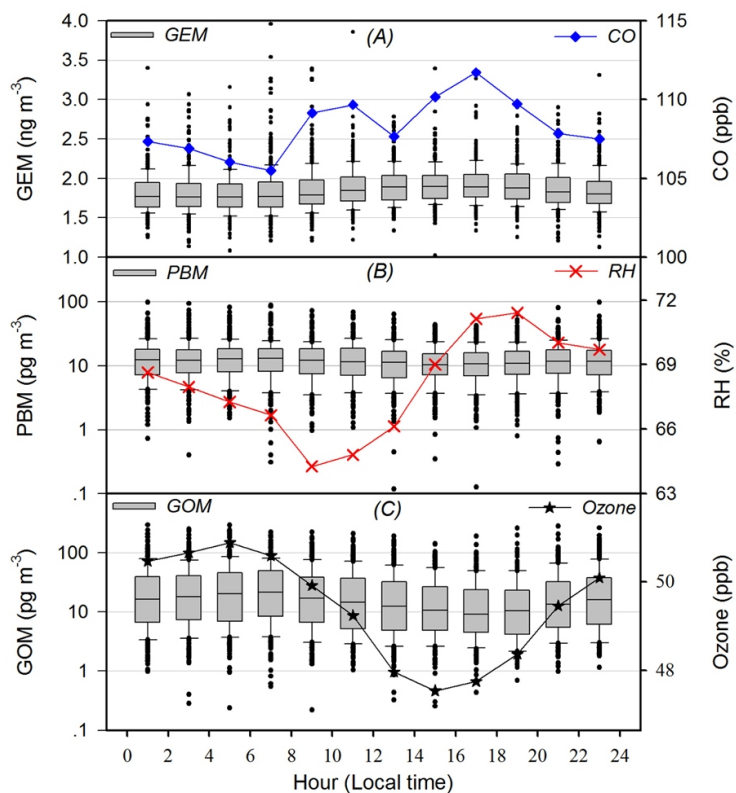 4.0
3.5
3.0
2.5
2.0
1.5
1.0
GEM (ng m⁻³)
GEM
(A)
CO
115
110
105
100
CO (ppb)
100
10
1
.1
PBM (pg m⁻³)
PBM
(B)
RH
72
69
66
63
RH (%)
100
10
1
.1
GOM (pg m⁻³)
GOM
(C)
Ozone
50
48
Ozone (ppb)
0 2 4 6 8 10 12 14 16 18 20 22 24
Hour (Local time)